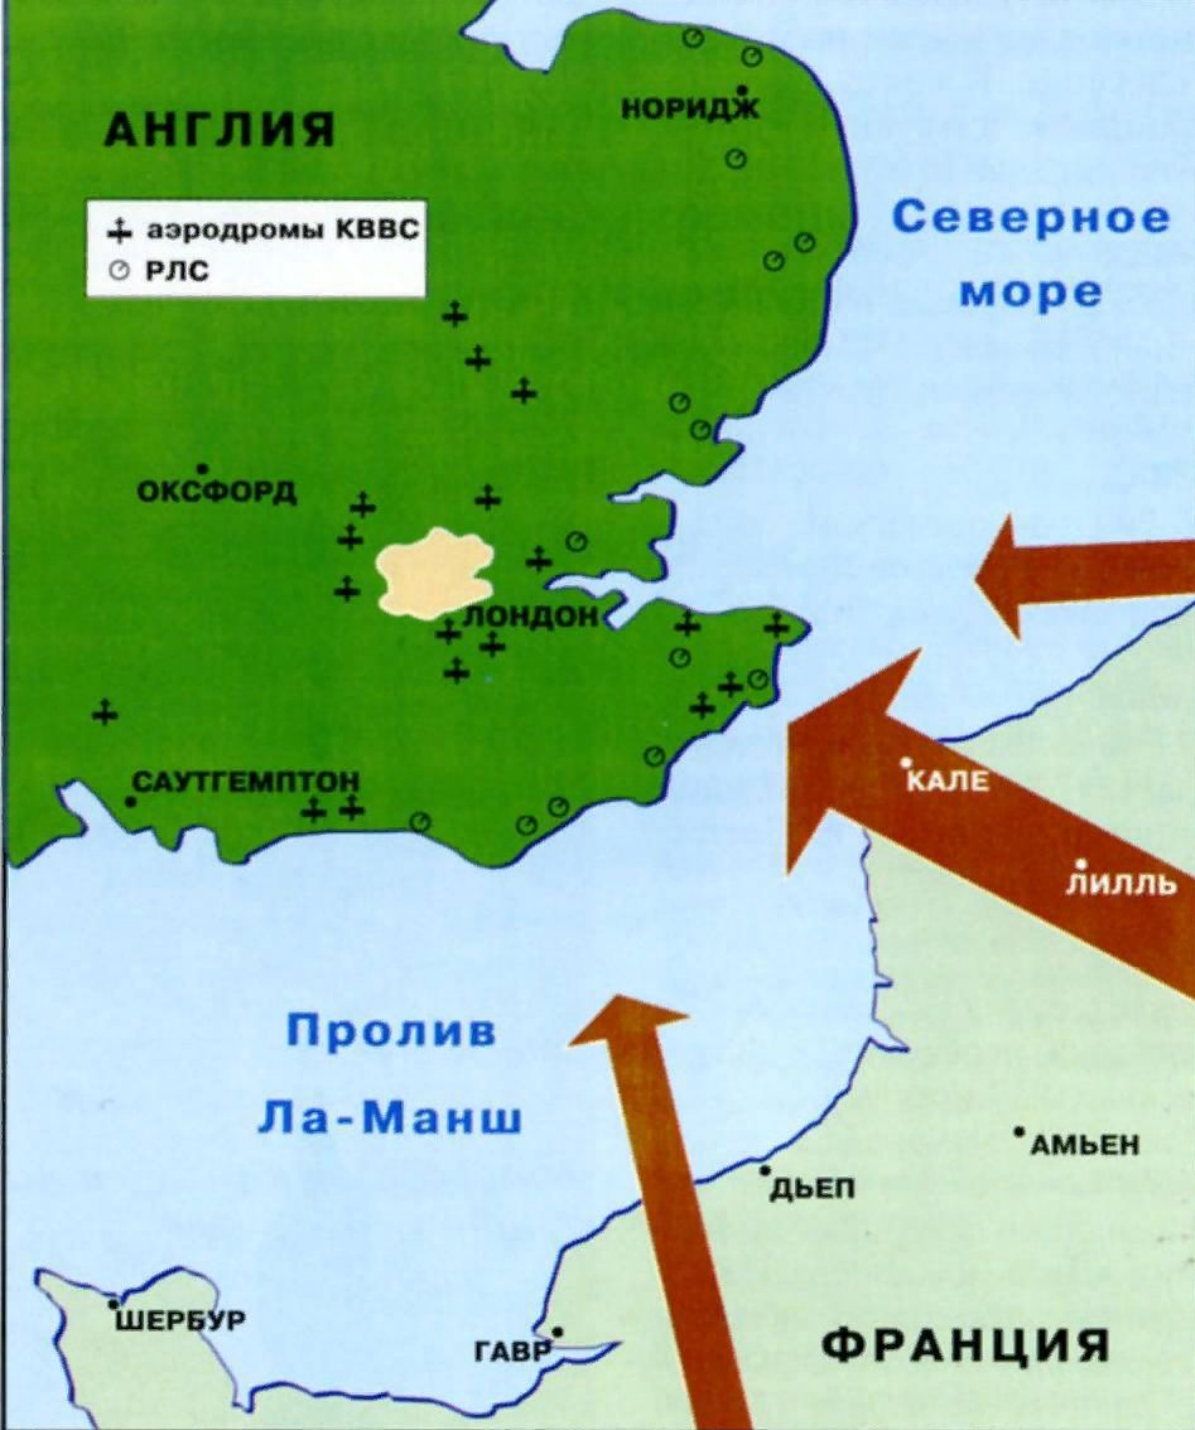 НОРИДЖ
АНГЛИЯ
аэродромы КВВС
РЛС
Северное
море
ОКСФОРД
ЛОНДОН
САУТГЕМПТОН
КАЛЕ
ЛИЛЛЬ
Пролив
Ла-Манш
АМЬЕН
ДЬЕП
ШЕРБУР
ГАВР
ФРАНЦИЯ